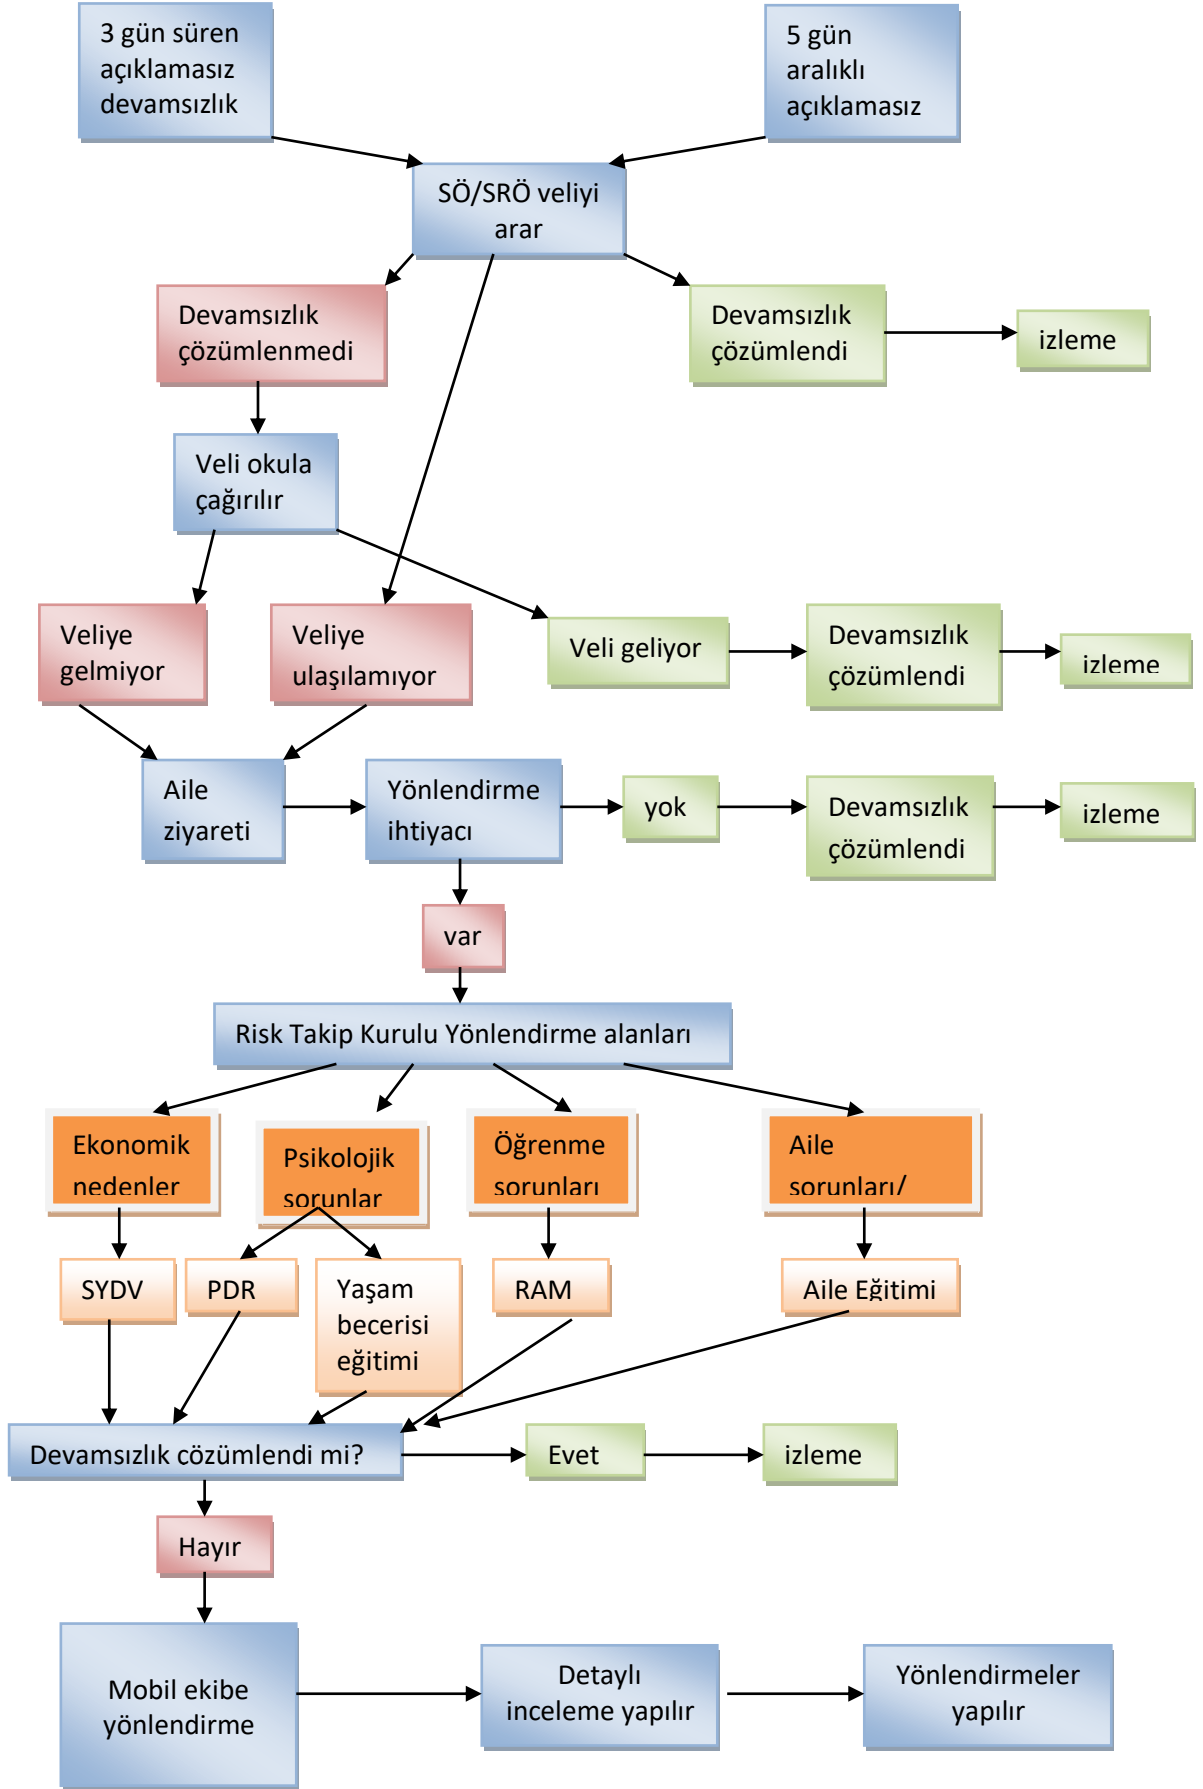 3 gün süren
açıklamasız
devamsızlık
5 gün
aralıklı
açıklamasız
SÖ/SRÖ veliyi
arar
Devamsızlık
çözümlenmedi
Devamsızlık
çözümlendi
izleme
Veli okula
çağırılır
Veliye
gelmiyor
Veliye
ulaşılamıyor
Veli geliyor
Devamsızlık
çözümlendi
izleme
Aile
ziyareti
Yönlendirme
ihtiyacı
yok
Devamsızlık
çözümlendi
izleme
var
Risk Takip Kurulu Yönlendirme alanları
Ekonomik
nedenler
Psikolojik
sorunlar
Öğrenme
sorunları
Aile
sorunları/
SYDV
PDR
Yaşam
becerisi
eğitimi
RAM
Aile Eğitimi
Devamsızlık çözümlendi mi?
Evet
izleme
Hayır
Mobil ekibe
yönlendirme
Detaylı
inceleme yapılır
Yönlendirmeler
yapılır